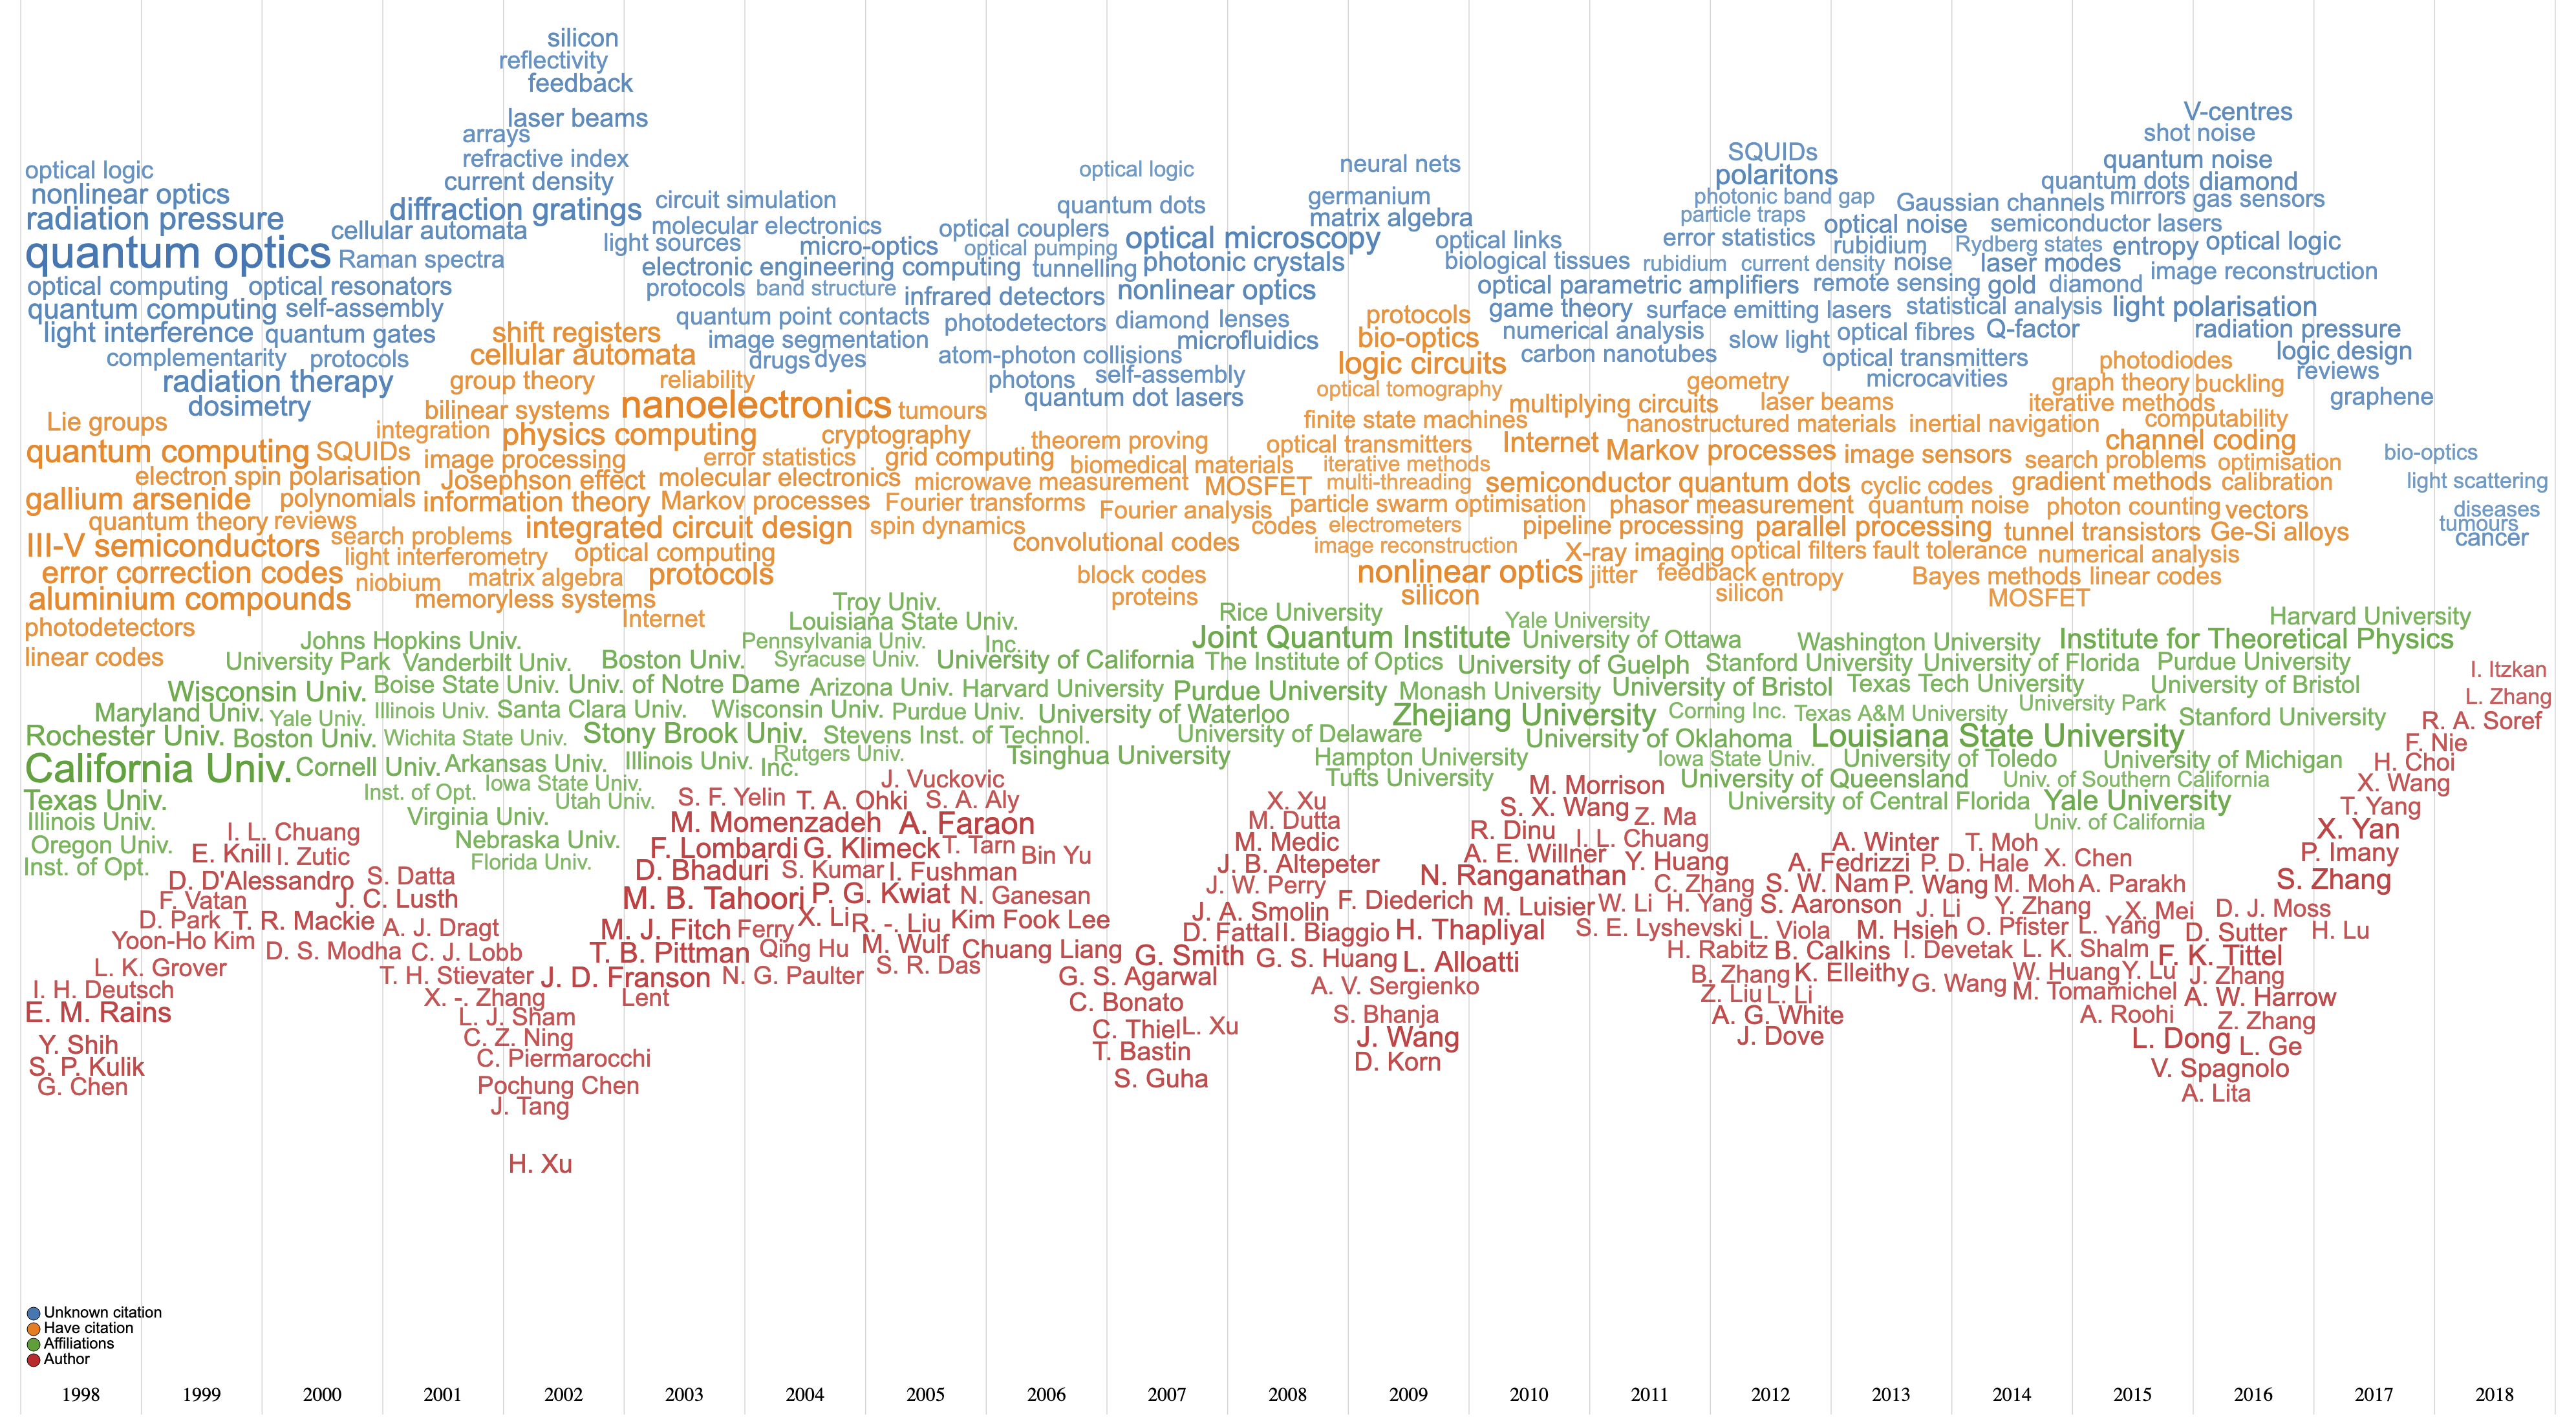 silicon
reflectivity
feedback
laser beams
arrays
refractive index
current density
optical logic
nonlinear optics
radiation pressure
diffraction gratings
cellular automata
quantum optics
Raman spectra
optical computing
optical resonators
quantum computing
self-assembly
light interference
quantum gates
complementarity
protocols
radiation therapy
dosimetry
circuit simulation
molecular electronics
light sources
micro-optics
electronic engineering computing
protocols
band structure
quantum point contacts
image segmentation
drugs
dyes
optical logic
quantum dots
optical couplers
optical pumping
optical microscopy
tunnelling
photonic crystals
infrared detectors
nonlinear optics
photodetectors
diamond
lenses
microfluidics
atom-photon collisions
photons
self-assembly
quantum dot lasers
neural nets
germanium
matrix algebra
optical links
biological tissues
optical parametric amplifiers
game theory
surface emitting lasers
numerical analysis
carbon nanotubes
slow light
SQUIDs
polaritons
photonic band gap
particle traps
error statistics
rubidium
current density
noise
Gaussian channels
optical noise
rubidium
Rydberg states
semiconductor lasers
laser modes
remote sensing
gold
diamond
statistical analysis
optical fibres
Q-factor
optical transmitters
microcavities
V-centres
shot noise
quantum noise
quantum dots
diamond
mirrors
gas sensors
entropy
optical logic
image reconstruction
light polarisation
radiation pressure
logic design
reviews
graphene
bio-optics
light scattering
diseases
tumours
cancer
Lie groups
quantum computing
SQUIDs
electron spin polarisation
gallium arsenide
polynomials
quantum theory
reviews
III-V semiconductors
search problems
light interferometry
error correction codes
niobium
aluminium compounds
photodetectors
linear codes
shift registers
cellular automata
group theory
reliability
bilinear systems
nanoelectronics
tumours
integration
physics computing
cryptography
image processing
error statistics
grid computing
Josephson effect
molecular electronics
microwave measurement
information theory
Markov processes
Fourier transforms
integrated circuit design
spin dynamics
optical computing
matrix algebra
protocols
memoryless systems
Internet
theorem proving
biomedical materials
MOSFET
Fourier analysis
codes
convolutional codes
block codes
proteins
protocols
bio-optics
logic circuits
optical tomography
finite state machines
multiplying circuits
optical transmitters
Internet
iterative methods
multi-threading
semiconductor quantum dots
particle swarm optimisation
electrometers
image reconstruction
nonlinear optics
silicon
geometry
laser beams
nanostructured materials
inertial navigation
Markov processes
image sensors
cyclic codes
phasor measurement
quantum noise
pipeline processing
parallel processing
X-ray imaging
optical filters
fault tolerance
jitter
feedback
entropy
silicon
photodiodes
graph theory
buckling
iterative methods
computability
channel coding
search problems
optimisation
gradient methods
calibration
photon counting
vectors
tunnel transistors
Ge-Si alloys
numerical analysis
Bayes methods
linear codes
MOSFET
Johns Hopkins Univ.
University Park
Vanderbilt Univ.
Wisconsin Univ.
Boise State Univ.
Univ. of Notre Dame
Maryland Univ.
Yale Univ.
Illinois Univ.
Santa Clara Univ.
Rochester Univ.
Boston Univ.
Wichita State Univ.
Stony Brook Univ.
California Univ.
Cornell Univ.
Arkansas Univ.
Illinois Univ.
Inc.
Texas Univ.
Inst. of Opt.
Iowa State Univ.
Utah Univ.
Illinois Univ.
Virginia Univ.
Oregon Univ.
Nebraska Univ.
Inst. of Opt.
Florida Univ.
Troy Univ.
Louisiana State Univ.
Pennsylvania Univ.
Inc.
Boston Univ.
Syracuse Univ.
University of California
Arizona Univ.
Harvard University
Wisconsin Univ.
Purdue Univ.
University of Waterloo
Stevens Inst. of Technol.
Rutgers Univ.
Tsinghua University
Rice University
Joint Quantum Institute
The Institute of Optics
Purdue University
Monash University
Zhejiang University
University of Delaware
Hampton University
Tufts University
Yale University
University of Ottawa
University of Guelph
Stanford University
University of Bristol
Corning Inc.
University of Oklahoma
Iowa State Univ.
University of Queensland
University of Central Florida
Washington University
University of Florida
Texas Tech University
Texas A&M University
University Park
Louisiana State University
University of Toledo
Univ. of Southern California
Yale University
Univ. of California
Harvard University
Institute for Theoretical Physics
Purdue University
University of Bristol
Stanford University
University of Michigan
I. L. Chuang
E. Knill
I. Zutic
D. D'Alessandro
S. Datta
F. Vatan
J. C. Lusth
D. Park
T. R. Mackie
A. J. Dragt
Yoon-Ho Kim
D. S. Modha
C. J. Lobb
L. K. Grover
T. H. Stievater
I. H. Deutsch
X. -. Zhang
E. M. Rains
L. J. Sham
Y. Shih
C. Z. Ning
S. P. Kulik
C. Piermarocchi
G. Chen
Pochung Chen
J. Tang
H. Xu
J. Vuckovic
S. F. Yelin
T. A. Ohki
S. A. Aly
M. Momenzadeh
A. Faraon
F. Lombardi
G. Klimeck
T. Tarn
Bin Yu
D. Bhaduri
S. Kumar
I. Fushman
M. B. Tahoori
P. G. Kwiat
N. Ganesan
M. J. Fitch
Ferry
X. Li
R. -. Liu
Kim Fook Lee
T. B. Pittman
Qing Hu
M. Wulf
Chuang Liang
J. D. Franson
N. G. Paulter
S. R. Das
Lent
X. Xu
M. Dutta
M. Medic
J. B. Altepeter
J. W. Perry
J. A. Smolin
D. Fattal
I. Biaggio
G. Smith
G. S. Huang
G. S. Agarwal
C. Bonato
C. Thiel
L. Xu
T. Bastin
S. Guha
F. Diederich
H. Thapliyal
L. Alloatti
A. V. Sergienko
S. Bhanja
J. Wang
D. Korn
M. Morrison
S. X. Wang
Z. Ma
R. Dinu
I. L. Chuang
A. E. Willner
Y. Huang
N. Ranganathan
C. Zhang
M. Luisier
W. Li
H. Yang
S. E. Lyshevski
L. Viola
H. Rabitz
B. Calkins
B. Zhang
K. Elleithy
Z. Liu
L. Li
A. G. White
J. Dove
A. Winter
T. Moh
A. Fedrizzi
P. D. Hale
X. Chen
S. W. Nam
P. Wang
M. Moh
A. Parakh
S. Aaronson
J. Li
Y. Zhang
X. Mei
D. J. Moss
M. Hsieh
O. Pfister
L. Yang
D. Sutter
H. Lu
I. Devetak
L. K. Shalm
F. K. Tittel
G. Wang
W. Huang
Y. Lu
J. Zhang
M. Tomamichel
A. W. Harrow
A. Roohi
Z. Zhang
L. Dong
L. Ge
V. Spagnolo
A. Lita
I. Itzkan
L. Zhang
R. A. Soref
F. Nie
H. Choi
X. Wang
T. Yang
X. Yan
P. Imany
S. Zhang
Unknown citation
Have citation
Affiliations
Author
1998 1999 2000 2001 2002 2003 2004 2005 2006 2007 2008 2009 2010 2011 2012 2013 2014 2015 2016 2017 2018